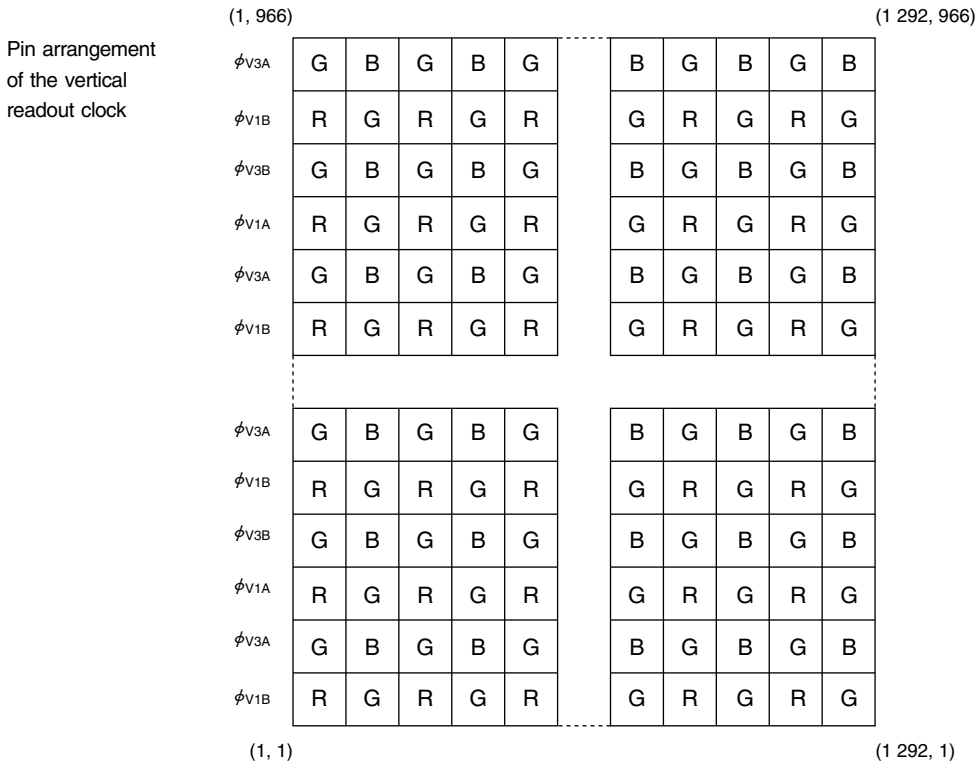 (1, 966) (1 292, 966)
Pin arrangement
of the vertical
readout clock
ϕV3A G B G B G B G B G B
ϕV1B R G R G R G R G R G
ϕV3B G B G B G B G B G B
ϕV1A R G R G R G R G R G
ϕV3A G B G B G B G B G B
ϕV1B R G R G R G R G R G
ϕV3A G B G B G B G B G B
ϕV1B R G R G R G R G R G
ϕV3B G B G B G B G B G B
ϕV1A R G R G R G R G R G
ϕV3A G B G B G B G B G B
ϕV1B R G R G R G R G R G
(1, 1) (1 292, 1)